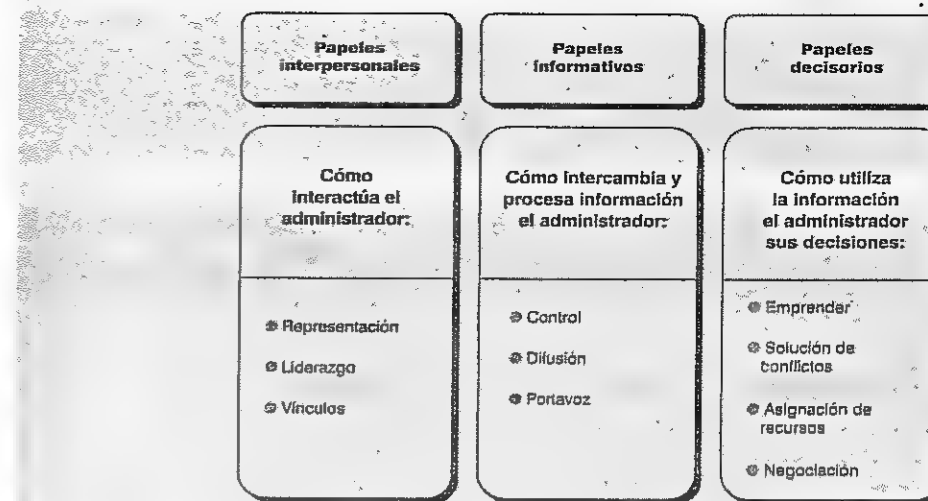 Papeles
interpersonales
Papeles
informativos
Papeles
decisorios
Cómo
interactúa el
administrador:
Representación
Liderazgo
Vínculos
Cómo intercambia y
procesa información
el administrador:
Control
Difusión
Portavoz
Cómo utiliza
la información
el administrador
sus decisiones:
Emprender
Solución de
conflictos
Asignación de
recursos
Negociación